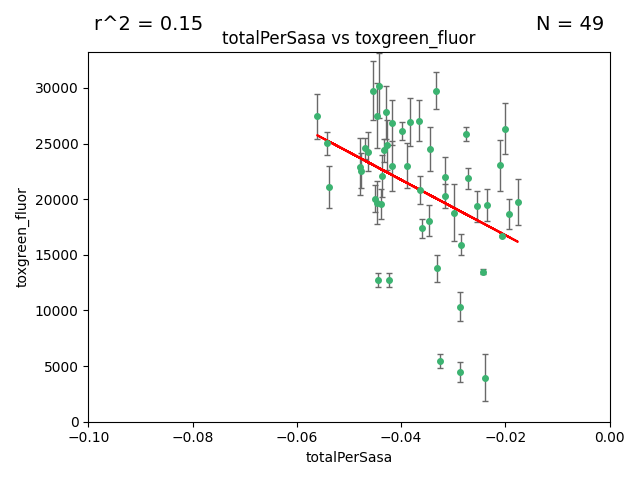 r^2 = 0.15
N = 49
totalPerSasa vs toxgreen_fluor
30000
25000
20000
15000
10000
5000
0
toxgreen_fluor
−0.10
−0.08
−0.06
−0.04
−0.02
0.00
totalPerSasa